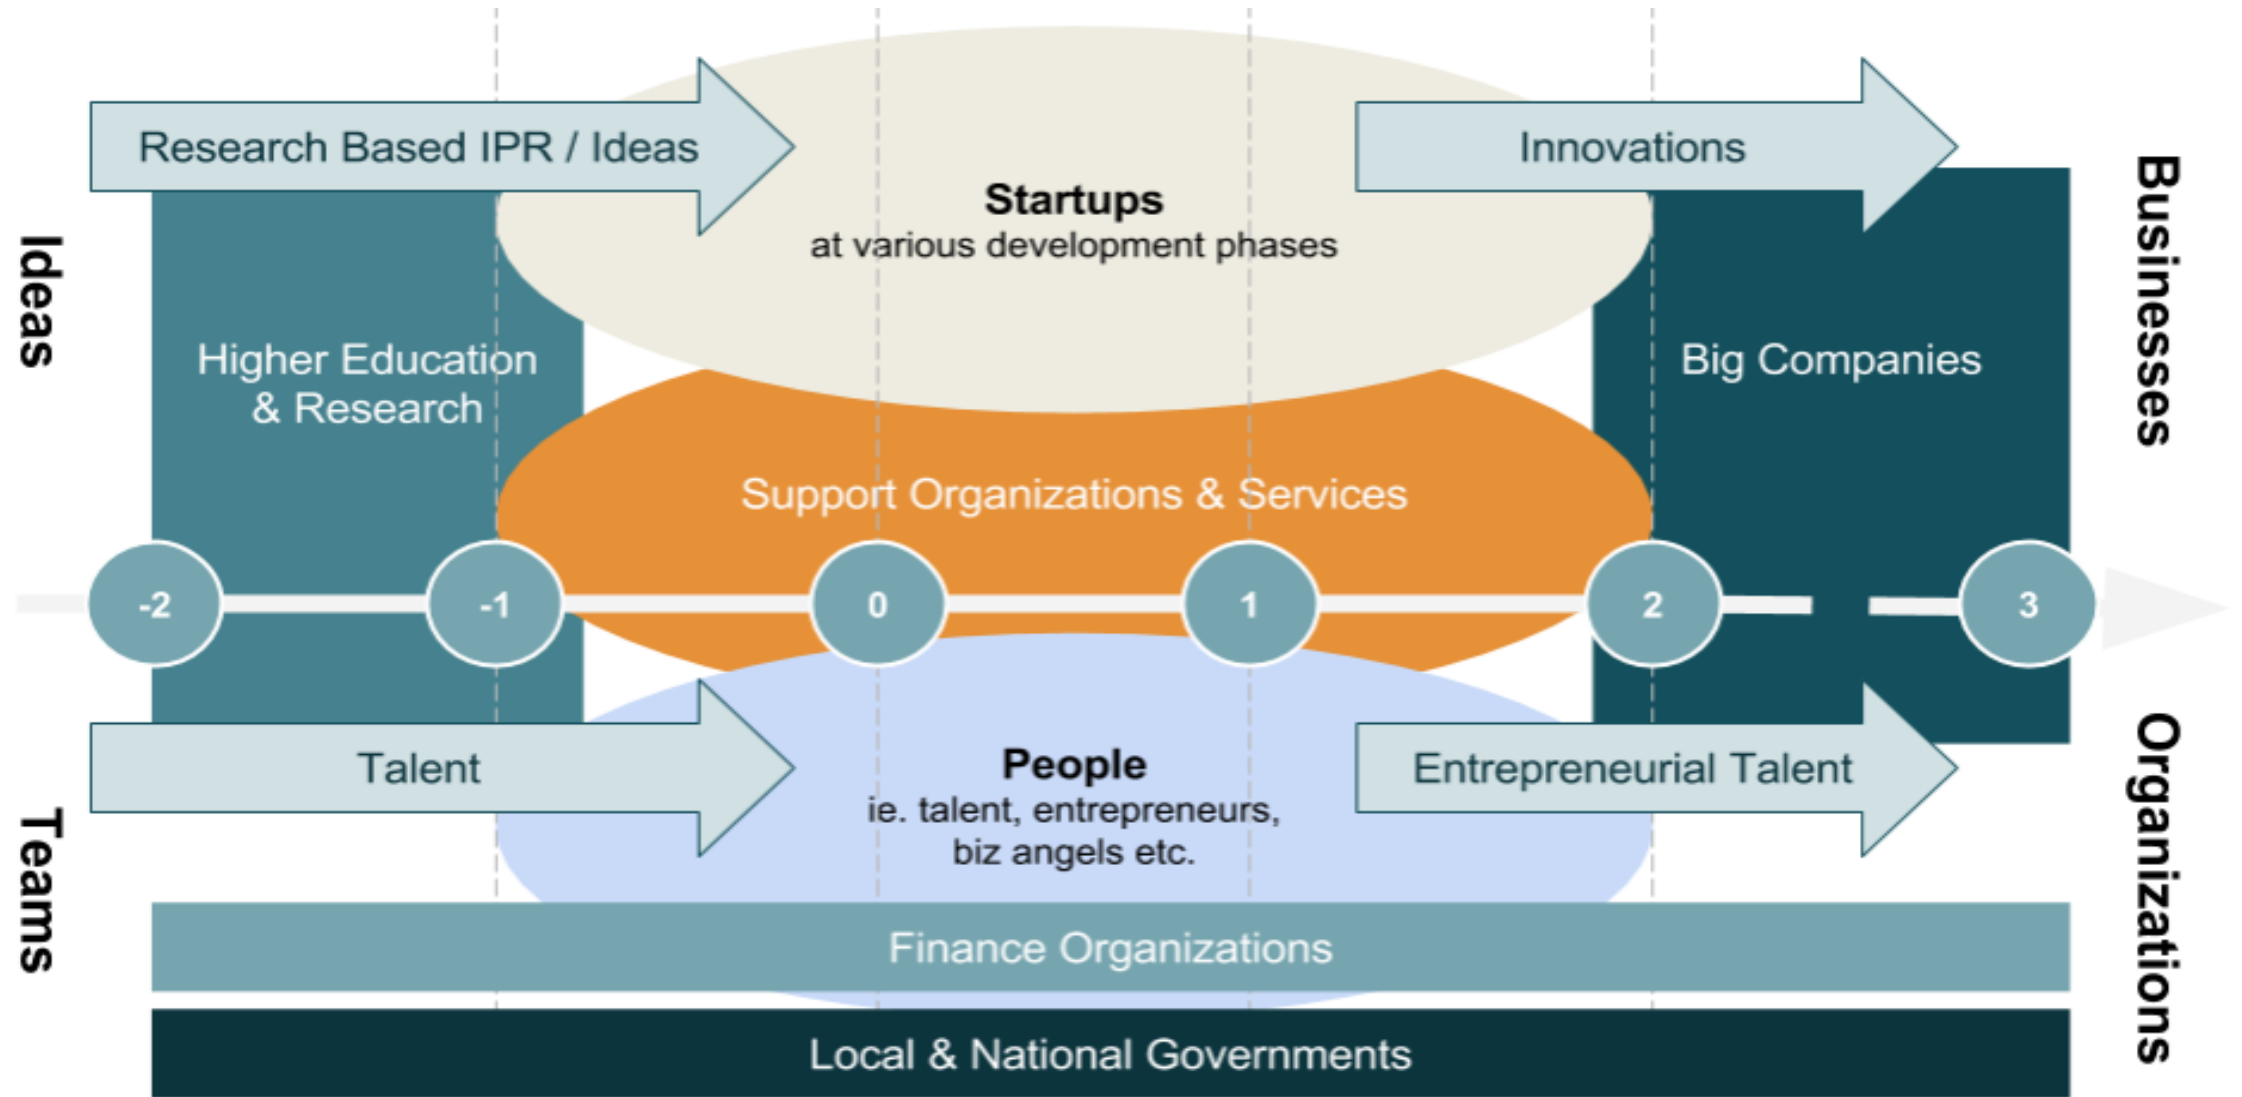 Research Based IPR / Ideas
Innovations
Startups
at various development phases
Ideas
Businesses
Higher Education
& Research
Big Companies
Support Organizations & Services
-2
-1
0
1
2
3
Talent
People
ie. talent, entrepreneurs,
biz angels etc.
Entrepreneurial Talent
Teams
Organizations
Finance Organizations
Local & National Governments